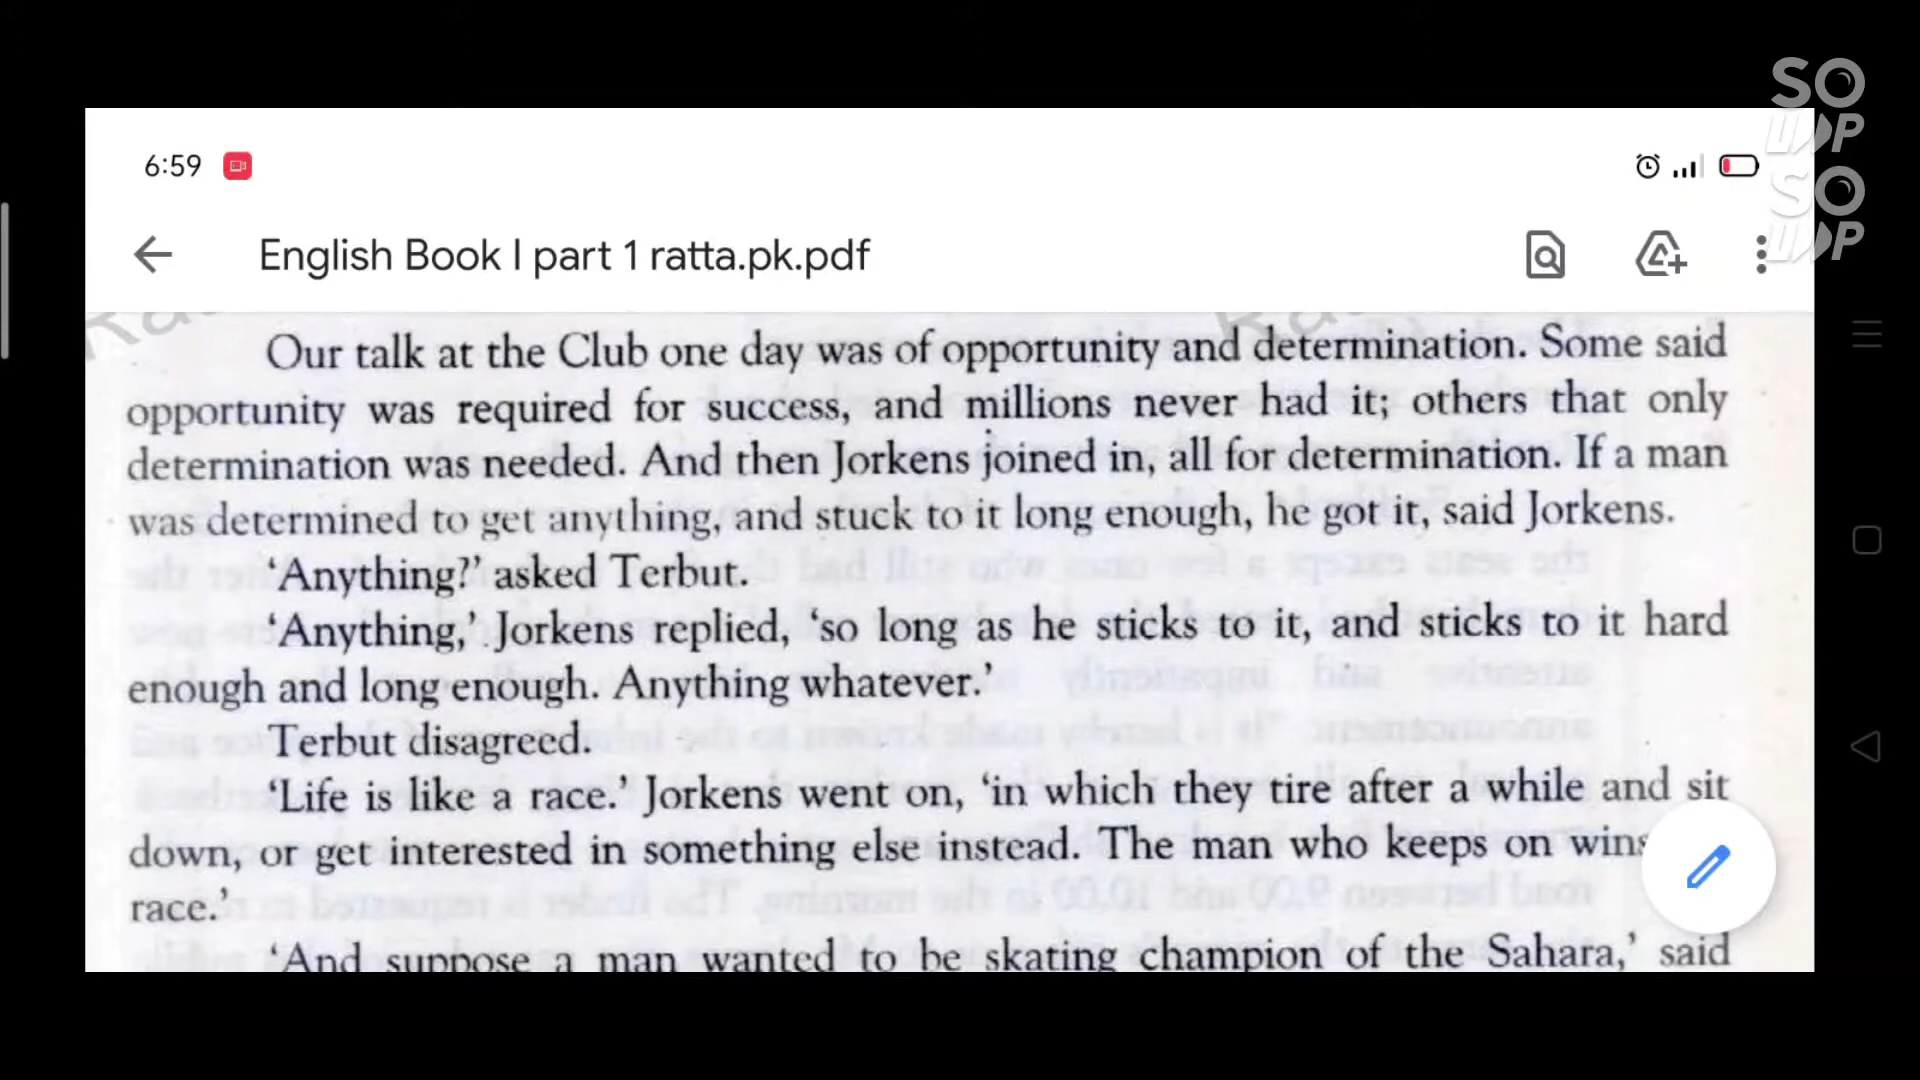 SO
UP
6:59
SO
UP
English Book I part 1 ratta.pk.pdf
Our talk at the Club one day was of opportunity and determination. Some said
opportunity was required for success, and millions never had it; others that only
determination was needed. And then Jorkens joined in, all for determination. If a man
was determined to get anything, and stuck to it long enough, he got it, said Jorkens.
‘Anything?’ asked Terbut.
‘Anything,’ Jorkens replied, ‘so long as he sticks to it, and sticks to it hard
enough and long enough. Anything whatever.’
Terbut disagreed.
‘Life is like a race.’ Jorkens went on, ‘in which they tire after a while and sit
down, or get interested in something else instead. The man who keeps on wins
race.’
‘And suppose a man wanted to be skating champion of the Sahara,’ said